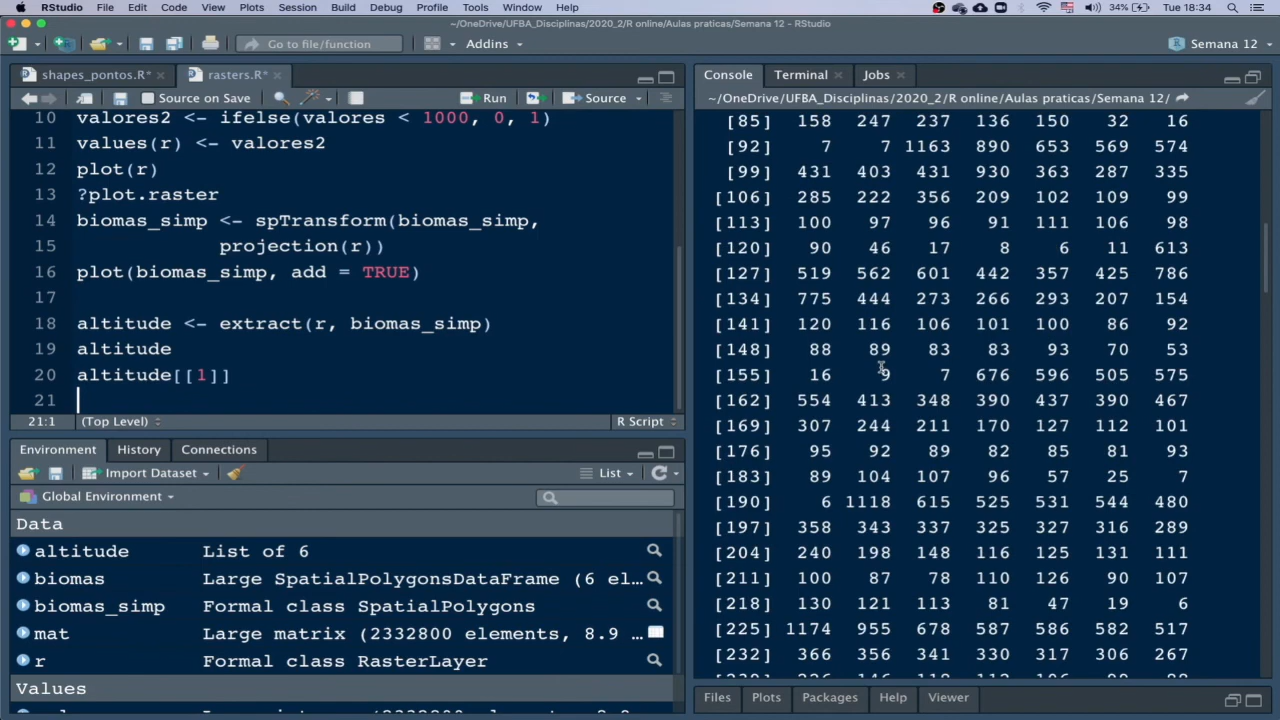 RStudio File Edit Code View Plots Session Build Debug Profile Tools Window Help 34% Tue 18:34
~/OneDrive/UFBA_Disciplinas/2020_2/R online/Aulas praticas/Semana 12 - RStudio
Go to file/function Addins Semana 12
shapes_pontos.R* rasters.R*
Source on Save Run Source
10 valores2 <- ifelse(valores < 1000, 0, 1)
11 values(r) <- valores2
12 plot(r)
13 ?plot.raster
14 biomas_simp <- spTransform(biomas_simp,
15 projection(r))
16 plot(biomas_simp, add = TRUE)
17
18 altitude <- extract(r, biomas_simp)
19 altitude
20 altitude[[1]]
21
21:1 (Top Level) R Script
Environment History Connections
Import Dataset List
Global Environment
Data
altitude List of 6
biomas Large SpatialPolygonsDataFrame (6 el...
biomas_simp Formal class SpatialPolygons
mat Large matrix (2332800 elements, 8.9 ...
r Formal class RasterLayer
Values
Console Terminal Jobs
~/OneDrive/UFBA_Disciplinas/2020_2/R online/Aulas praticas/Semana 12/
[85] 158 247 237 136 150 32 16
[92] 7 7 1163 890 653 569 574
[99] 431 403 431 930 363 287 335
[106] 285 222 356 209 102 109 99
[113] 100 97 96 91 111 106 98
[120] 90 46 17 8 6 11 613
[127] 519 562 601 442 357 425 786
[134] 775 444 273 266 293 207 154
[141] 120 116 106 101 100 86 92
[148] 88 89 83 83 93 70 53
[155] 16 9 7 676 596 505 575
[162] 554 413 348 390 437 390 467
[169] 307 244 211 170 127 112 101
[176] 95 92 89 82 85 81 93
[183] 89 104 107 96 57 25 7
[190] 6 1118 615 525 531 544 480
[197] 358 343 337 325 327 316 289
[204] 240 198 148 116 125 131 111
[211] 100 87 78 110 126 90 107
[218] 130 121 113 81 47 19 6
[225] 1174 955 678 587 586 582 517
[232] 366 356 341 330 317 306 267
Files Plots Packages Help Viewer